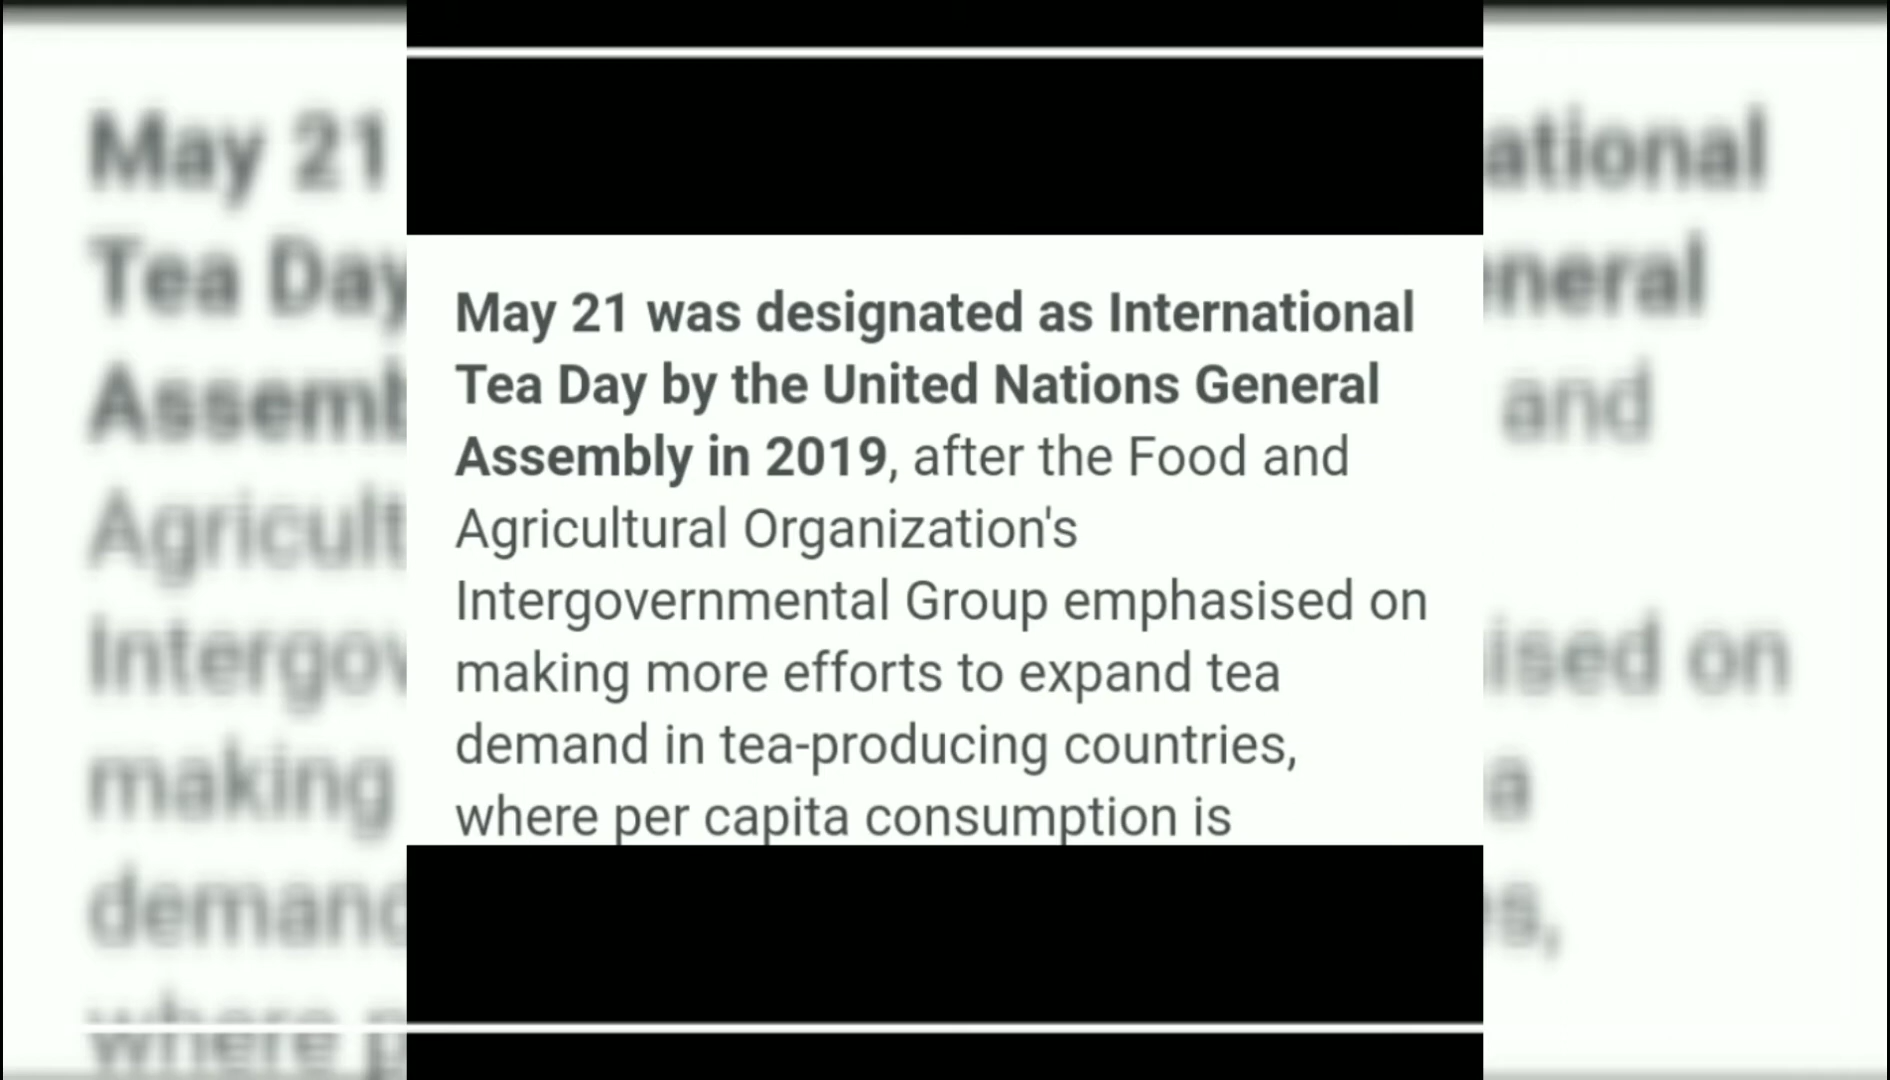 May 21 was designated as International
Tea Day by the United Nations General
Assembly in 2019, after the Food and
Agricultural Organization's
Intergovernmental Group emphasised on
making more efforts to expand tea
demand in tea-producing countries,
where per capita consumption is